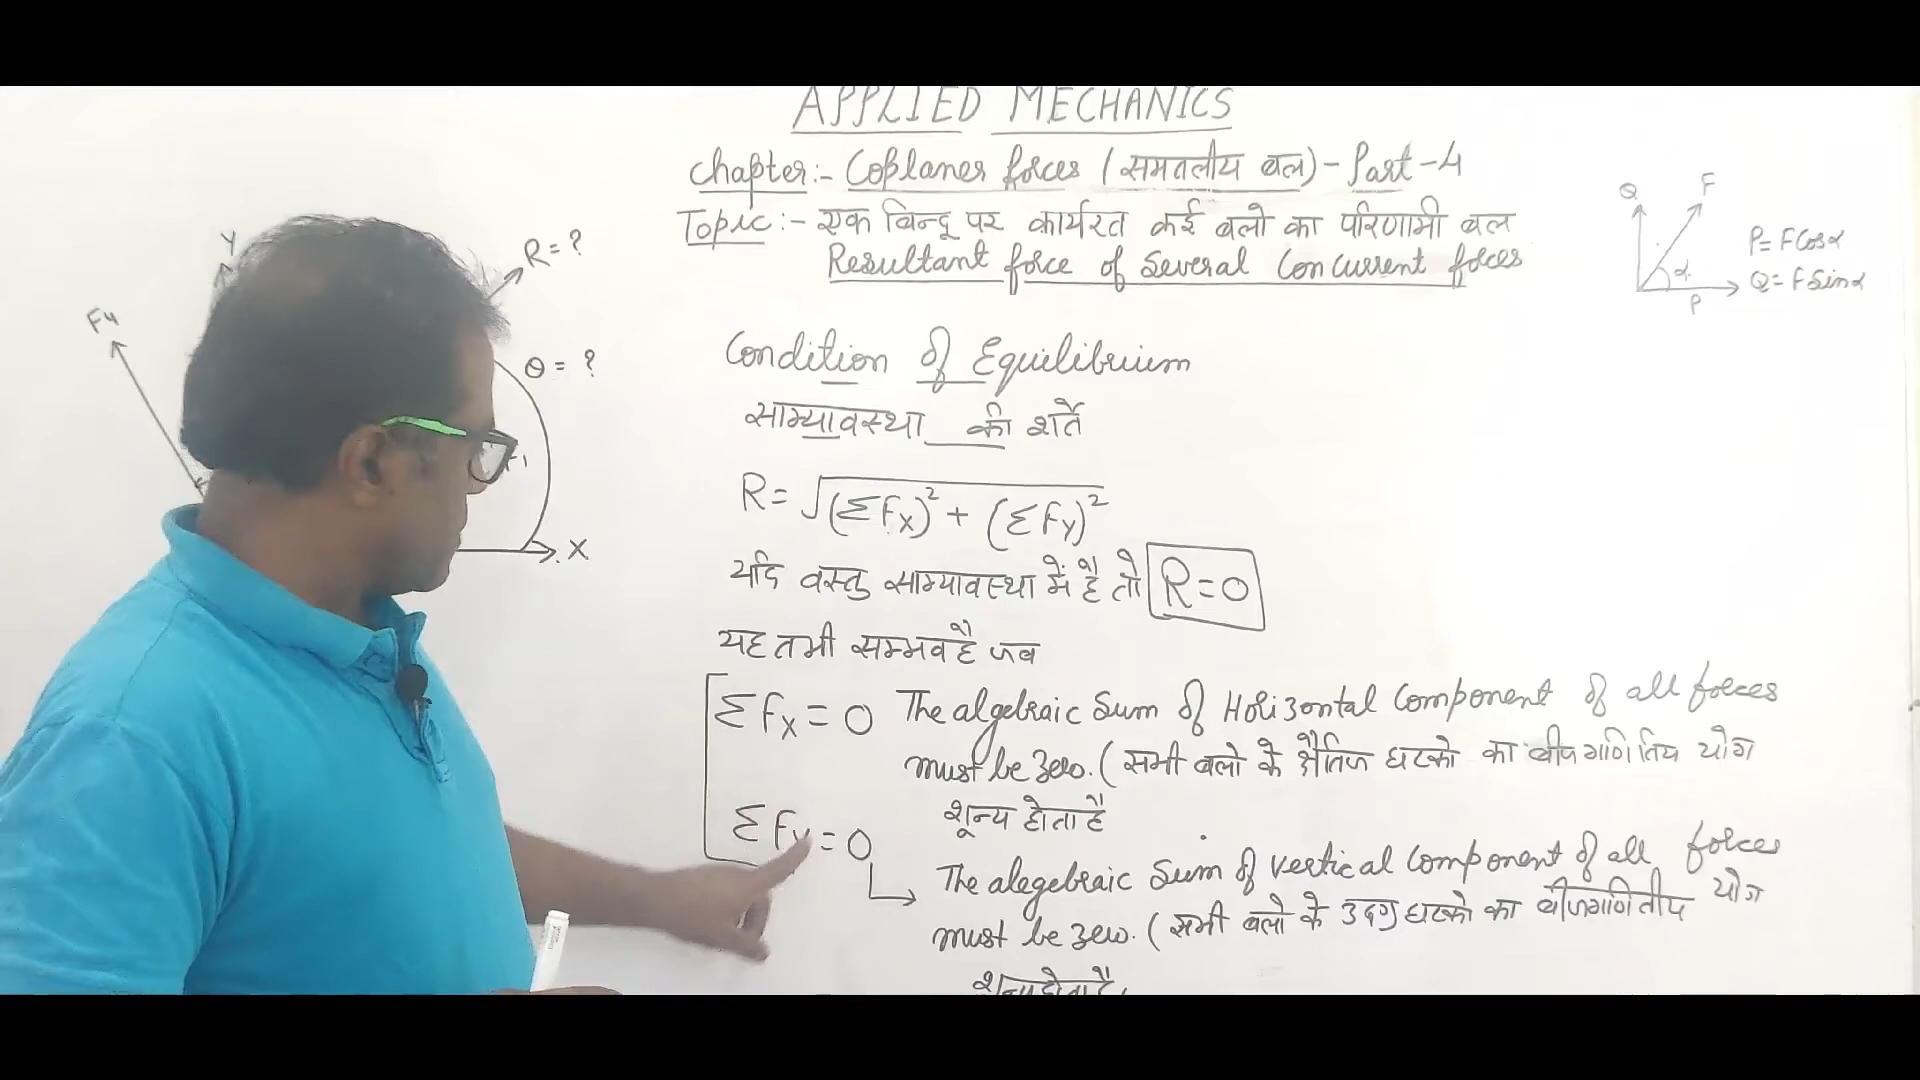 APPLIED MECHANICS
Chapter:- Coplaner forces (समतलीय बल) - Part - 4
Topic:- एक बिन्दू पर कार्यरत कई बलो का परिणामी बल
Resultant force of Several Concurrent forces
Condition of Equilibrium
साम्यावस्था की शर्ते
R = √(ΣFx)² + (ΣFy)²
यदि वस्तु साम्यावस्था में है तो R = 0
यह तभी सम्भव है जब
ΣFx = 0 The algebraic Sum of Horizontal Component of all forces
must be zero. (सभी बलो के क्षैतिज घटको का बीजगणितिय योग
शून्य होता है
ΣFy = 0
The alegebraic Sum of vertical Component of all forces
must be zero. (सभी बलो के उदग्र घटको का बीजगणितीय योग
शून्य होता है।
Y
R = ?
F4
θ = ?
F1
X
Q
F
α
P
P = F Cosα
Q = F Sinα